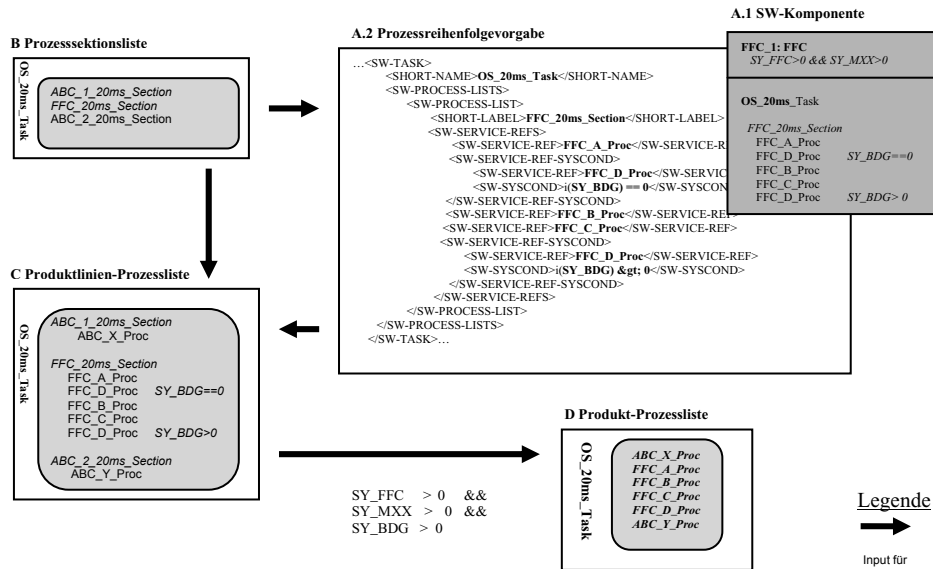 A.1 SW-Komponente
FFC_1: FFC
SY_FFC>0 && SY_MXX>0
OS_20ms_Task
FFC_20ms_Section
FFC_A_Proc
FFC_D_Proc SY_BDG==0
FFC_B_Proc
FFC_C_Proc
FFC_D_Proc SY_BDG> 0
B Prozesssektionsliste
OS_20ms_Task
ABC_1_20ms_Section
FFC_20ms_Section
ABC_2_20ms_Section
A.2 Prozessreihenfolgevorgabe
…<SW-TASK>
<SHORT-NAME>OS_20ms_Task</SHORT-NAME>
<SW-PROCESS-LISTS>
<SW-PROCESS-LIST>
<SHORT-LABEL>FFC_20ms_Section</SHORT-LABEL>
<SW-SERVICE-REFS>
<SW-SERVICE-REF>FFC_A_Proc</SW-SERVICE-R
<SW-SERVICE-REF-SYSCOND>
<SW-SERVICE-REF>FFC_D_Proc</SW-SERVIC
<SW-SYSCOND>i(SY_BDG) == 0</SW-SYSCON
</SW-SERVICE-REF-SYSCOND>
<SW-SERVICE-REF>FFC_B_Proc</SW-SERVICE-REF>
<SW-SERVICE-REF>FFC_C_Proc</SW-SERVICE-REF>
<SW-SERVICE-REF-SYSCOND>
<SW-SERVICE-REF>FFC_D_Proc</SW-SERVICE-REF>
<SW-SYSCOND>i(SY_BDG) &gt; 0</SW-SYSCOND>
</SW-SERVICE-REF-SYSCOND>
</SW-SERVICE-REFS>
</SW-PROCESS-LIST>
</SW-PROCESS-LISTS>
</SW-TASK>…
C Produktlinien-Prozessliste
OS_20ms_Task
ABC_1_20ms_Section
ABC_X_Proc
FFC_20ms_Section
FFC_A_Proc
FFC_D_Proc SY_BDG==0
FFC_B_Proc
FFC_C_Proc
FFC_D_Proc SY_BDG>0
ABC_2_20ms_Section
ABC_Y_Proc
SY_FFC > 0 &&
SY_MXX > 0 &&
SY_BDG > 0
D Produkt-Prozessliste
OS_20ms_Task
ABC_X_Proc
FFC_A_Proc
FFC_B_Proc
FFC_C_Proc
FFC_D_Proc
ABC_Y_Proc
Legende
Input für